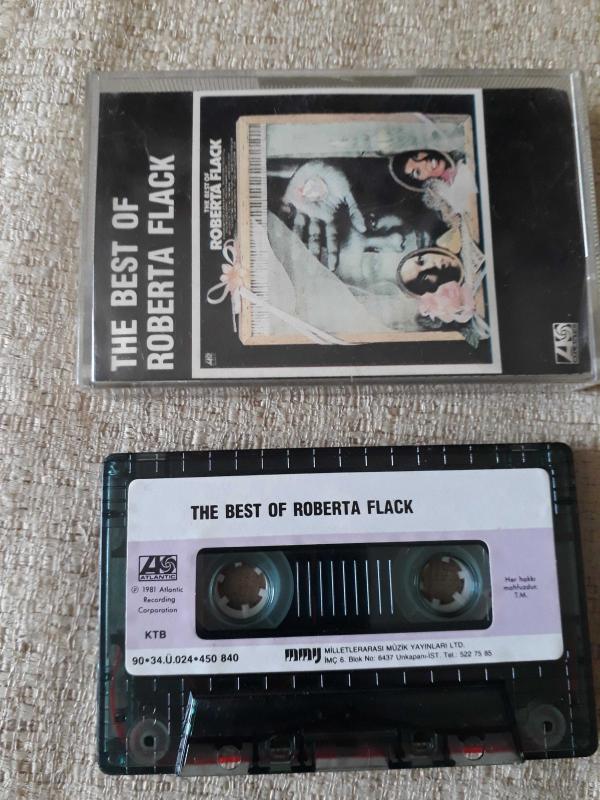 THE BEST OF
ROBERTA FLACK
THE BEST OF
ROBERTA FLACK
THE BEST OF ROBERTA FLACK
ATLANTIC
℗ 1981 Atlantic
Recording
Corporation
KTB
Her hakkı
mahfuzdur.
T.M.
90•34.Ü.024•450 840
mmy MİLLETLERARASI MÜZİK YAYINLARI LTD.
İMÇ 6. Blok No: 6437 Unkapanı-İST. Tel.: 522 75 85